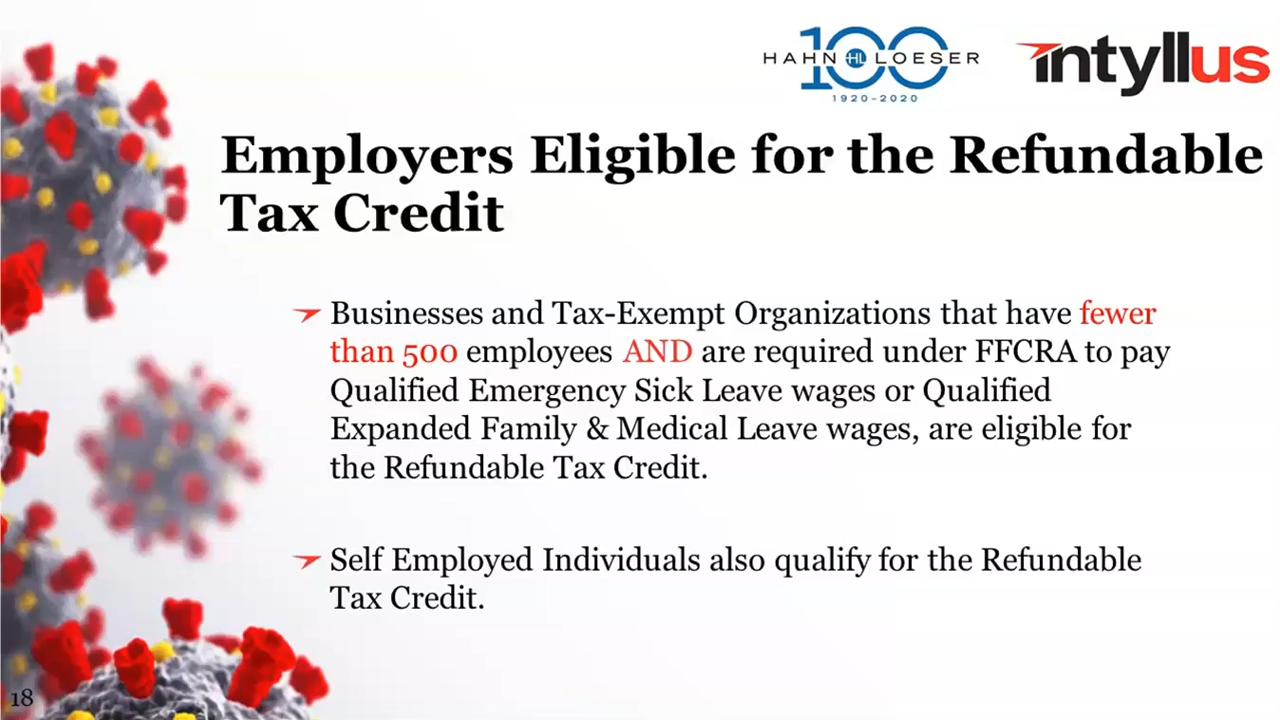 HAHN HL LOESER
100
1920-2020
intyllus
Employers Eligible for the Refundable
Tax Credit
Businesses and Tax-Exempt Organizations that have fewer
than 500 employees AND are required under FFCRA to pay
Qualified Emergency Sick Leave wages or Qualified
Expanded Family & Medical Leave wages, are eligible for
the Refundable Tax Credit.
Self Employed Individuals also qualify for the Refundable
Tax Credit.
18